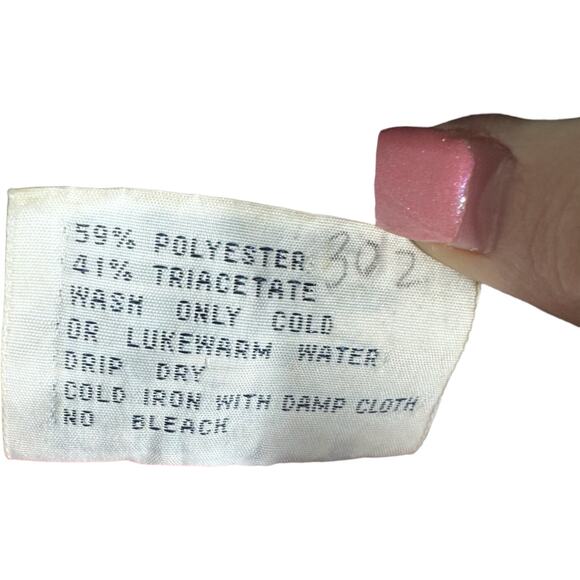 59% POLYESTER 302
41% TRIACETATE
WASH ONLY COLD
OR LUKEWARM WATER
DRIP DRY
COLD IRON WITH DAMP CLOTH
NO BLEACH